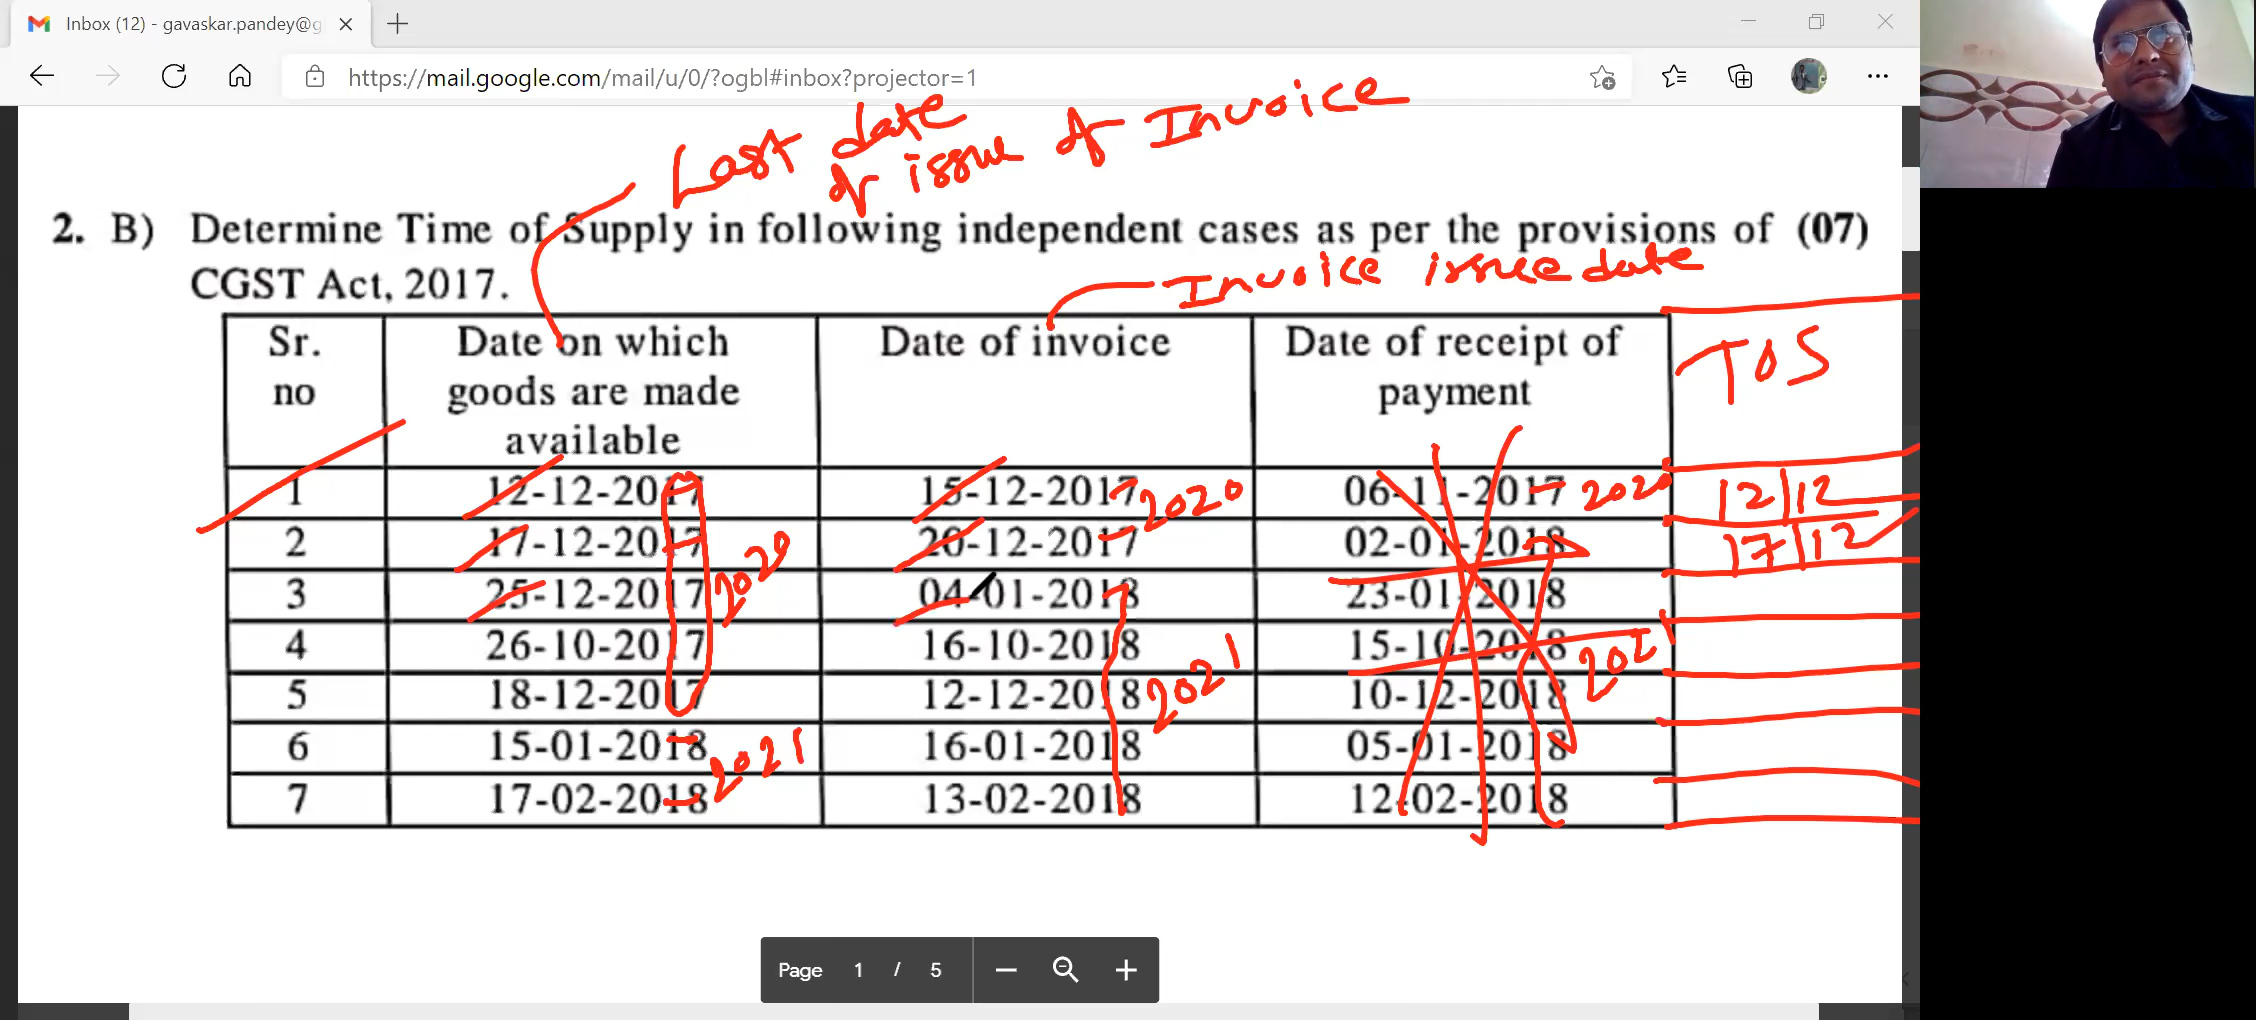 Inbox (12) - gavaskar.pandey@g
https://mail.google.com/mail/u/0/?ogbl#inbox?projector=1
Last date
of issue of Invoice
2. B) Determine Time of Supply in following independent cases as per the provisions of (07)
CGST Act, 2017.
Invoice issue date
Sr. no Date on which goods are made available Date of invoice Date of receipt of payment TOS
1 12-12-2017 15-12-2017 2020 06-11-2017 2020 12/12
2 17-12-2017 20-12-2017 02-01-2018 17/12
2020
3 25-12-2017 04-01-2018 23-01-2018
4 26-10-2017 16-10-2018 15-10-2018 2021
5 18-12-2017 12-12-2018 2021 10-12-2018
6 15-01-2018 2021 16-01-2018 05-01-2018
7 17-02-2018 13-02-2018 12-02-2018
Page 1 / 5